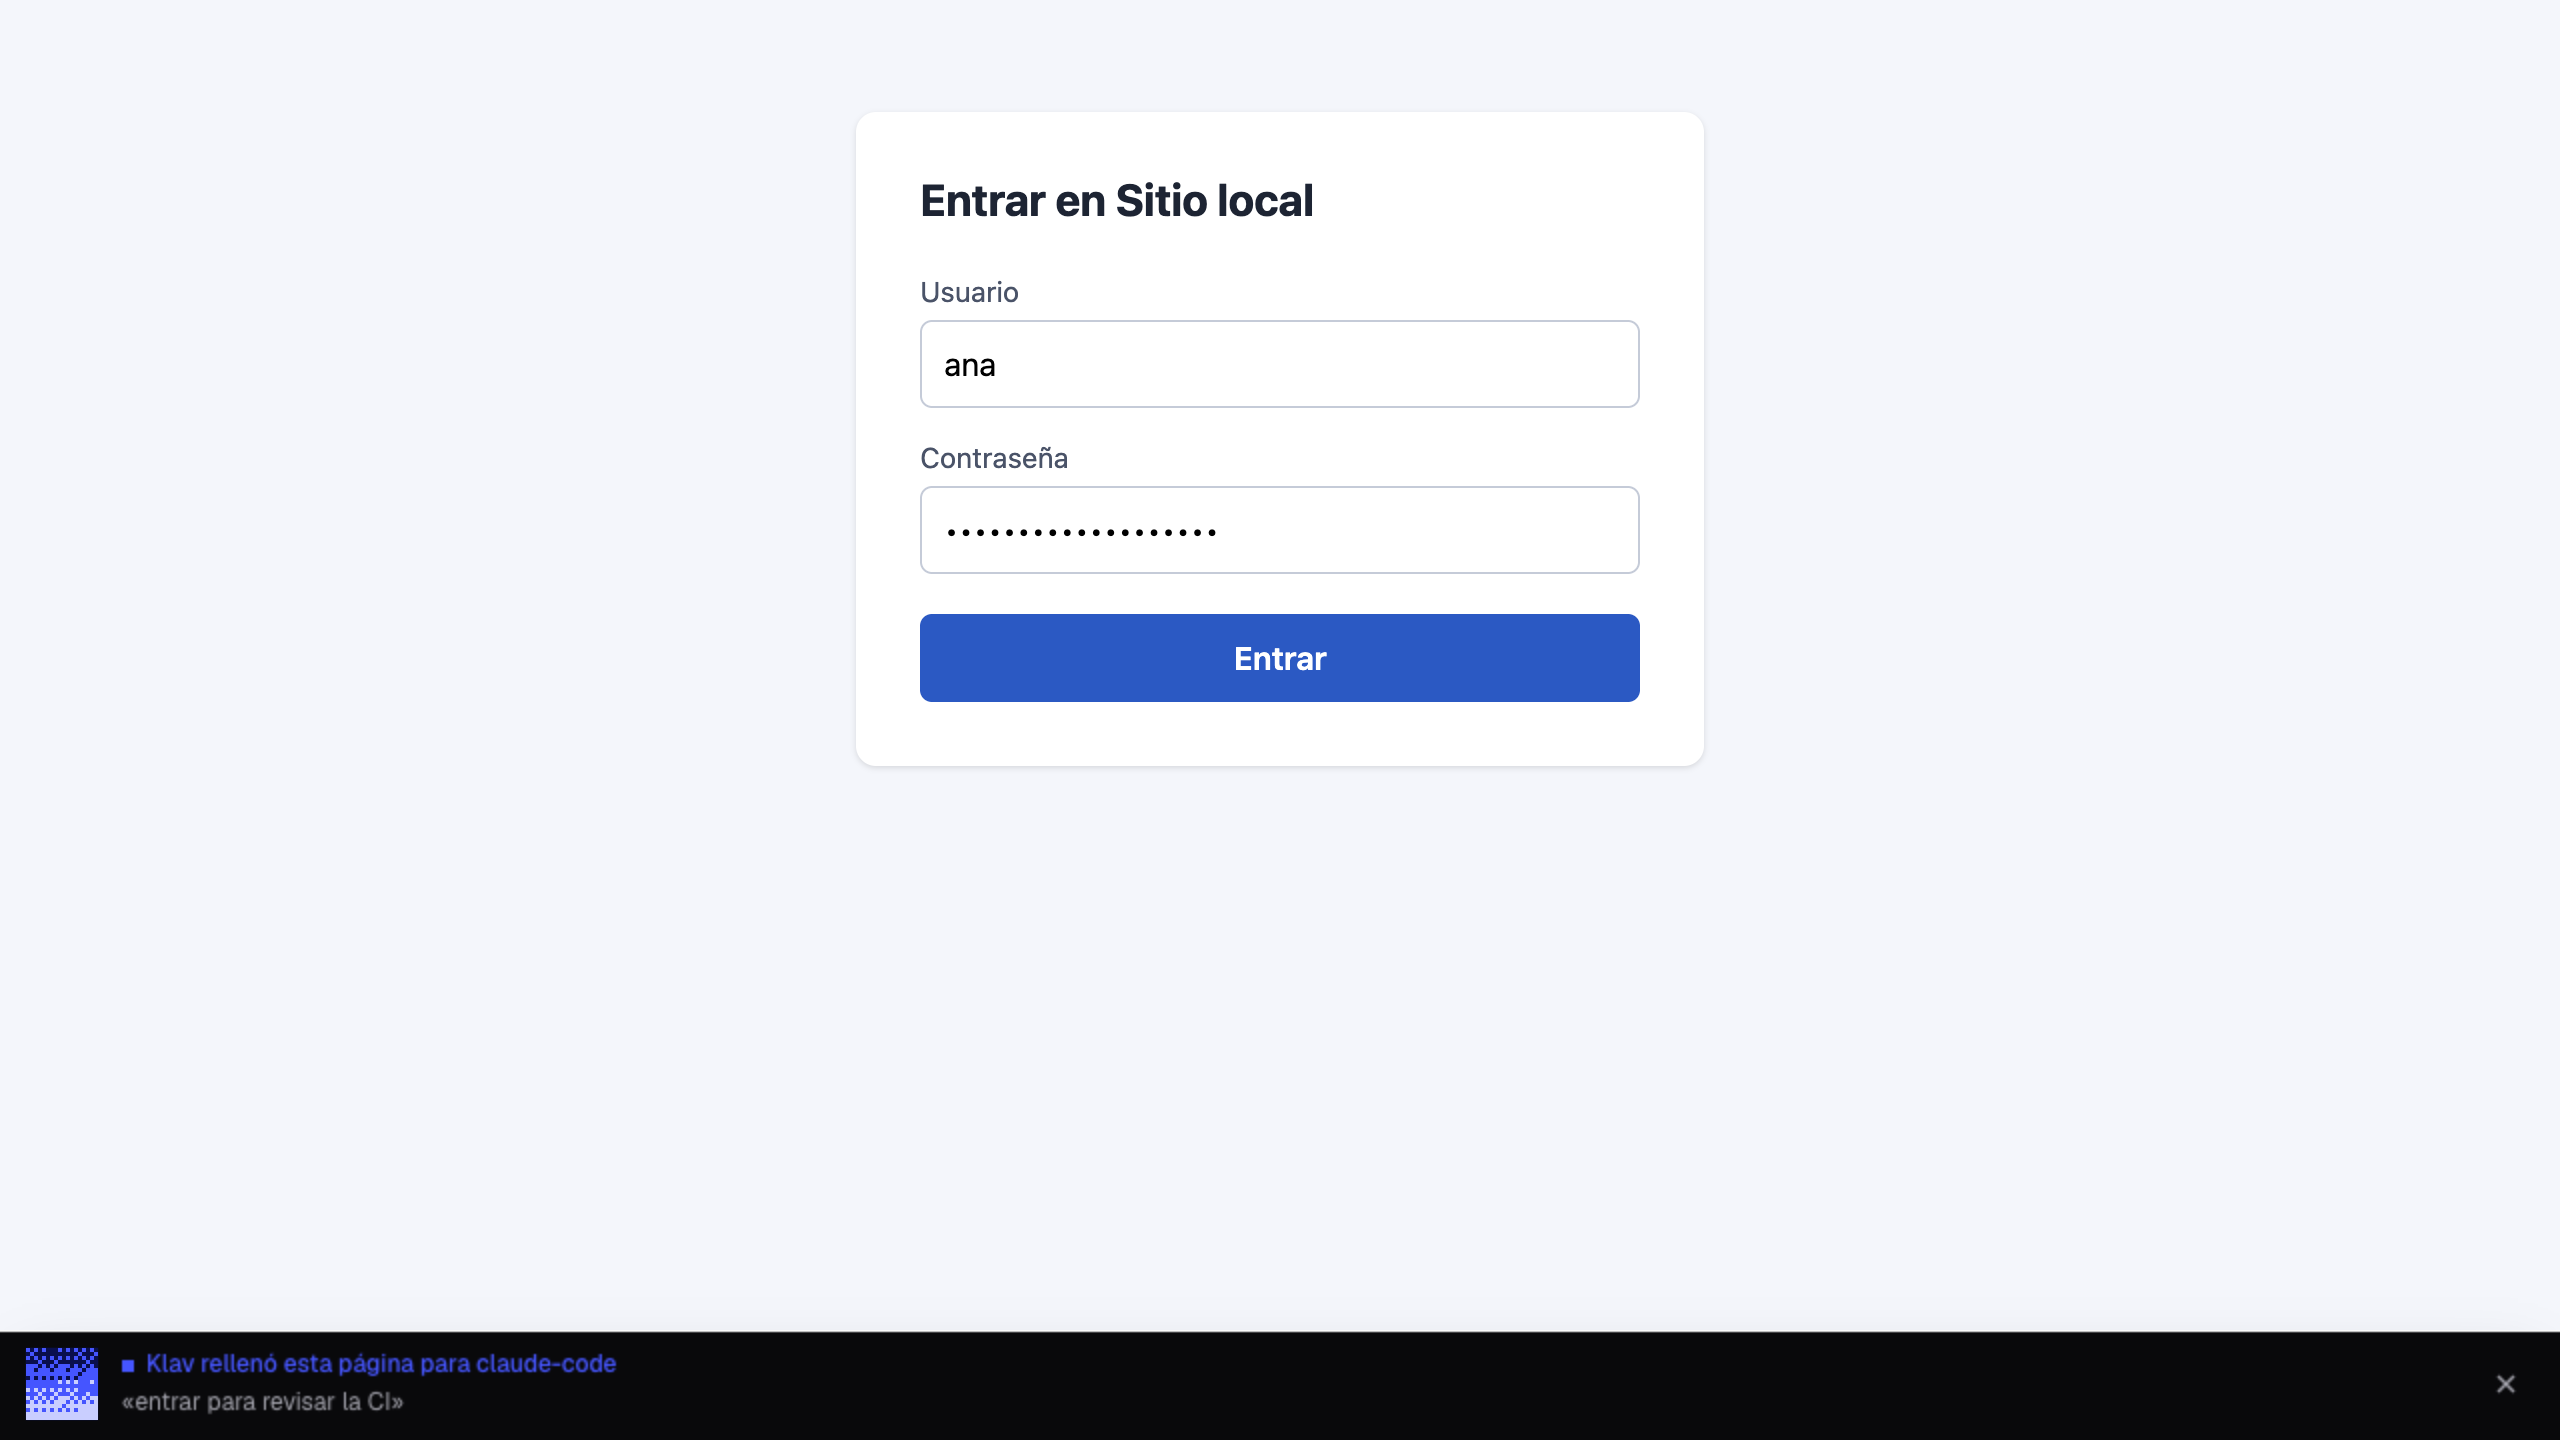 Entrar en Sitio local
Usuario
ana
Contraseña
•••••••••••••••••••
Entrar
Klav rellenó esta página para claude-code
«entrar para revisar la CI»